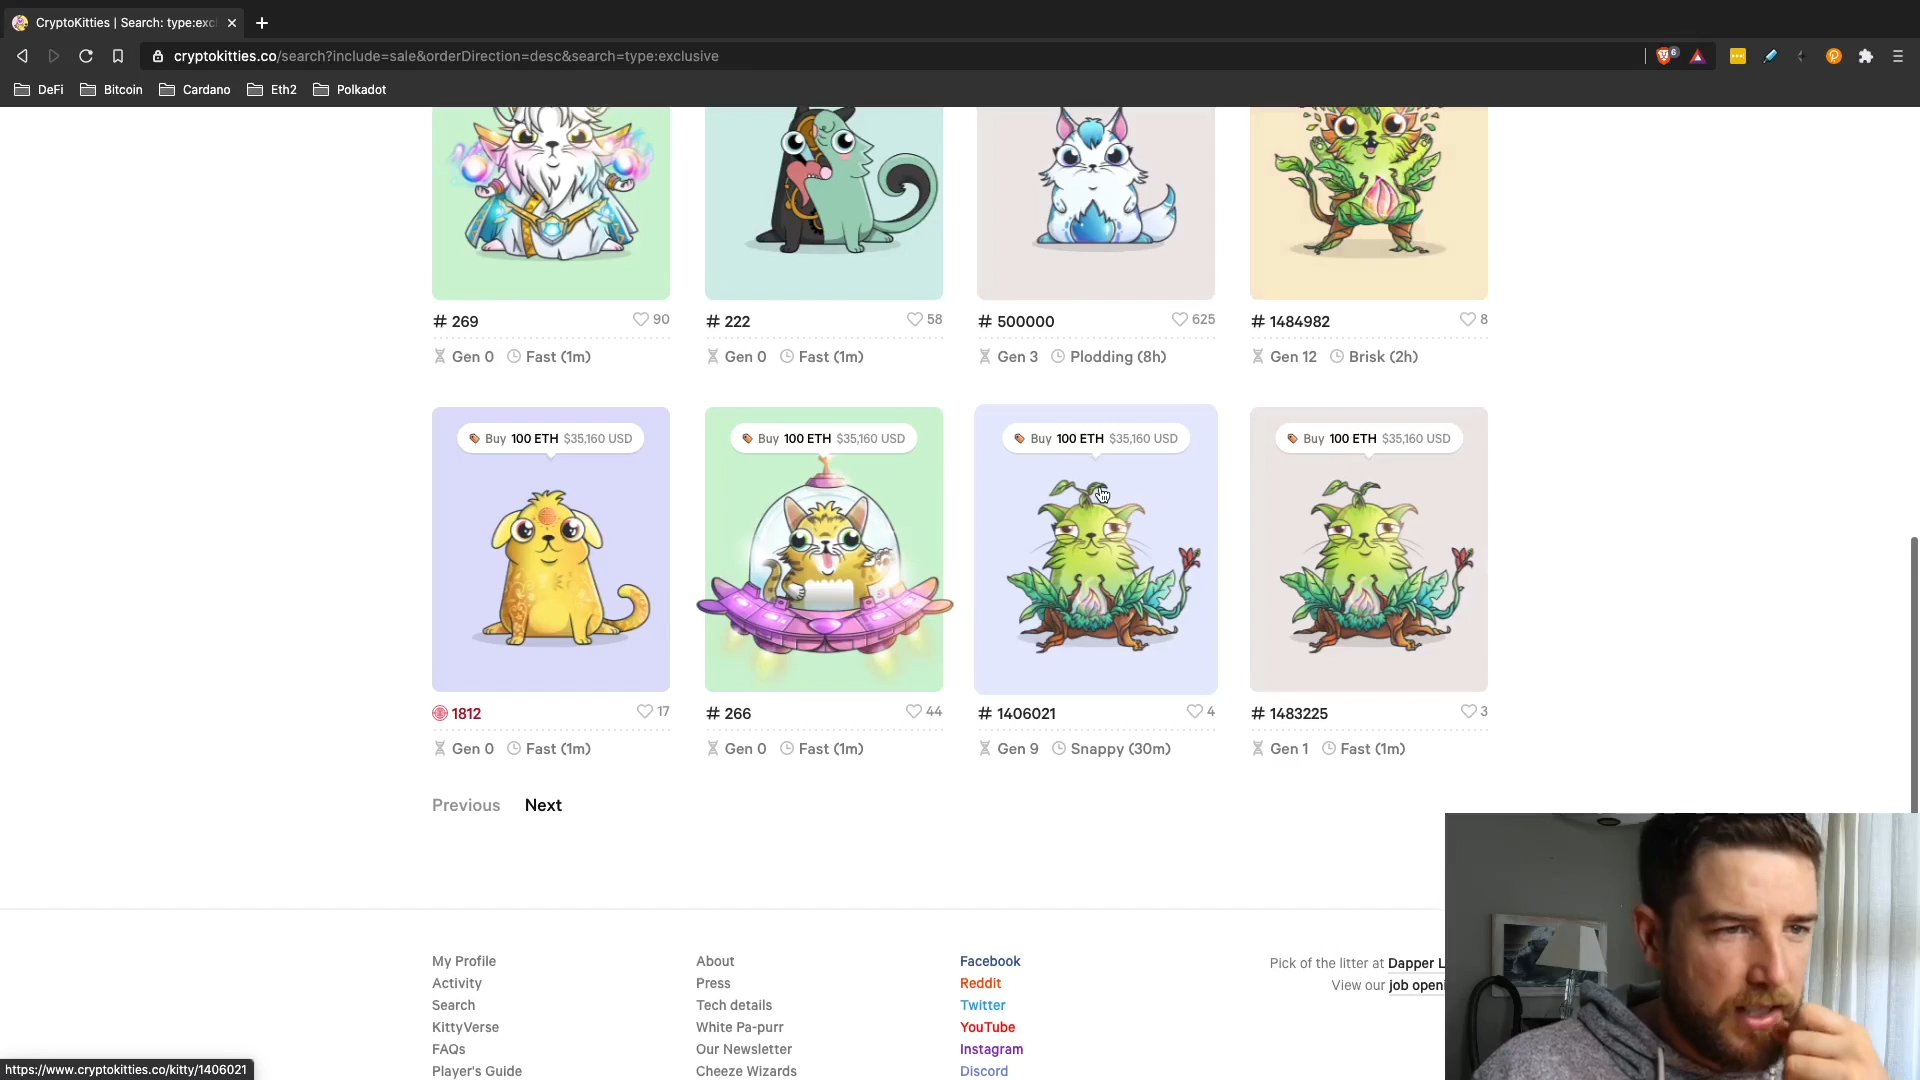 CryptoKitties | Search: type:excl
cryptokitties.co/search?include=sale&orderDirection=desc&search=type:exclusive
6
DeFi
Bitcoin
Cardano
Eth2
Polkadot
# 269
90
# 222
58
# 500000
625
# 1484982
8
Gen 0 Fast (1m)
Gen 0 Fast (1m)
Gen 3 Plodding (8h)
Gen 12 Brisk (2h)
Buy 100 ETH $35,160 USD
Buy 100 ETH $35,160 USD
Buy 100 ETH $35,160 USD
Buy 100 ETH $35,160 USD
1812
17
# 266
44
# 1406021
4
# 1483225
3
Gen 0 Fast (1m)
Gen 0 Fast (1m)
Gen 9 Snappy (30m)
Gen 1 Fast (1m)
Previous Next
My Profile
Activity
Search
KittyVerse
FAQs
Player's Guide
About
Press
Tech details
White Pa-purr
Our Newsletter
Cheeze Wizards
Facebook
Reddit
Twitter
YouTube
Instagram
Discord
Pick of the litter at Dapper L
View our job openi
https://www.cryptokitties.co/kitty/1406021